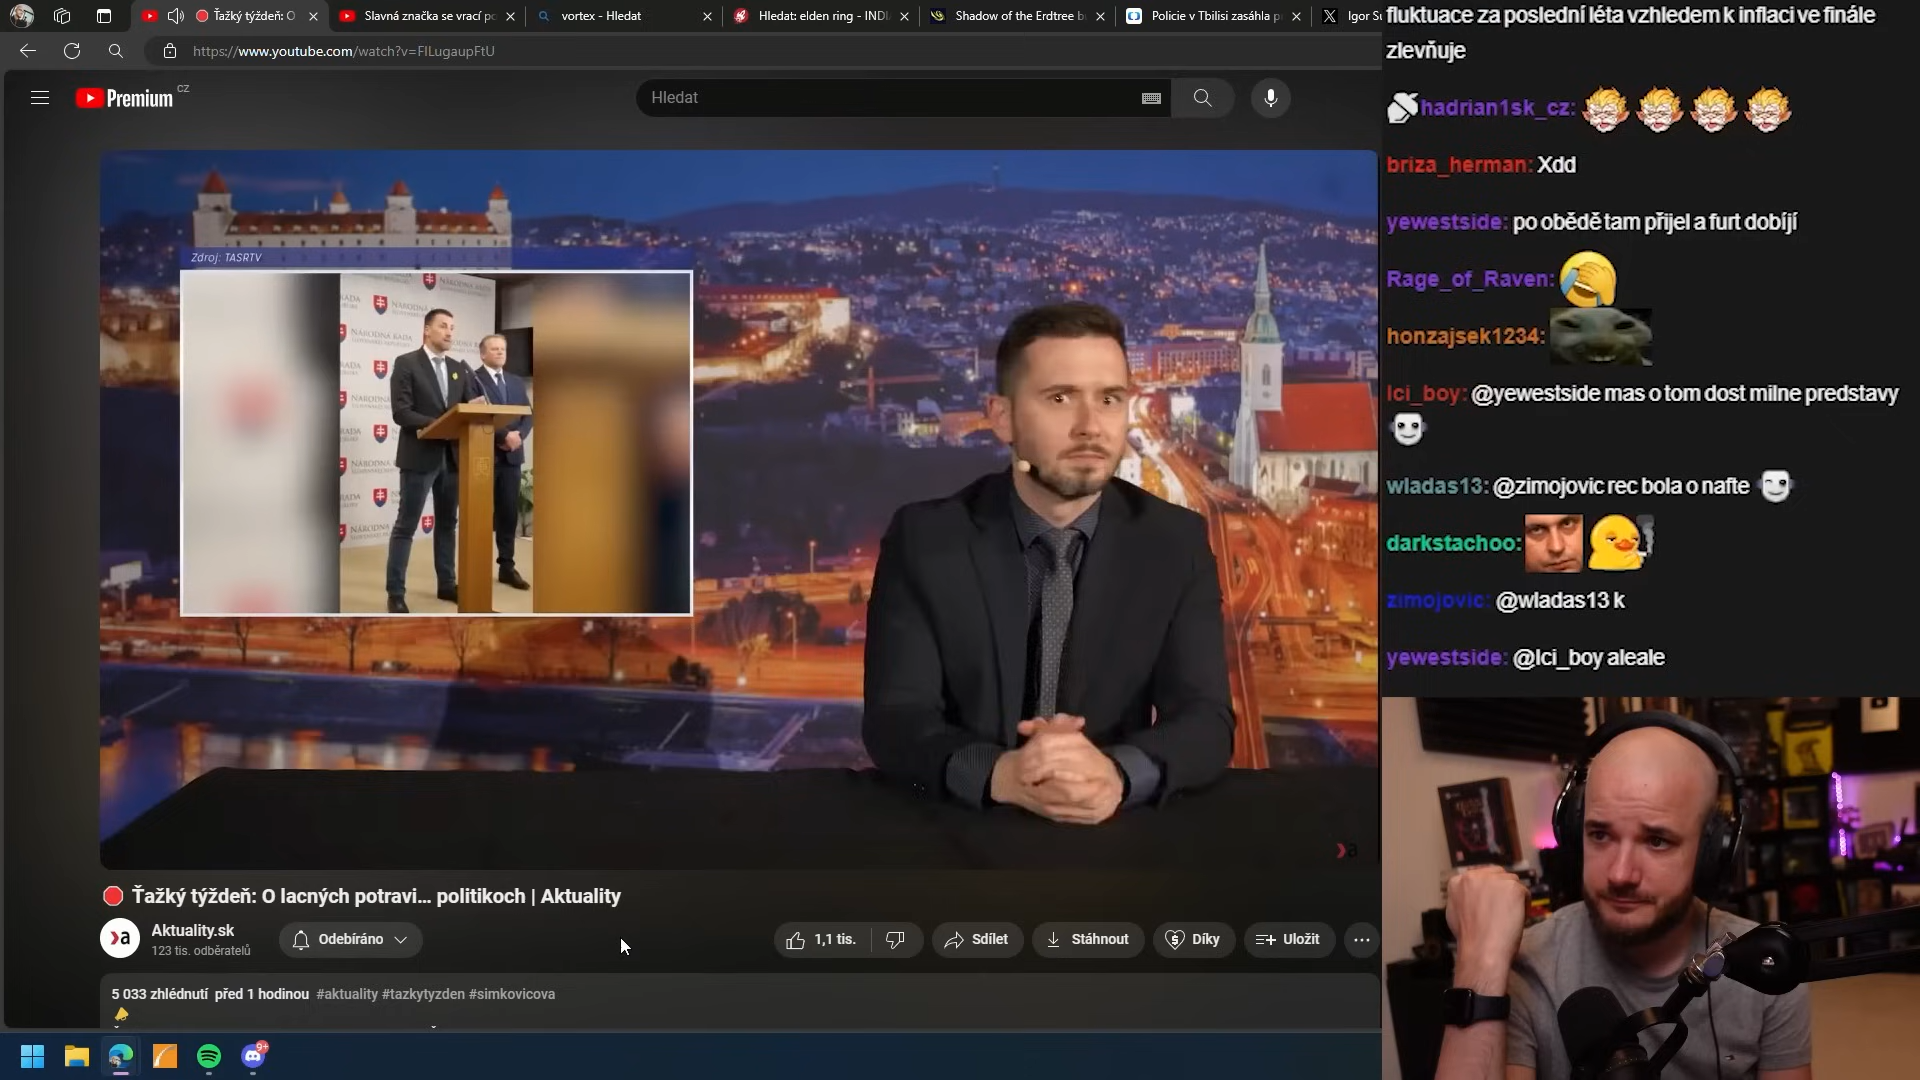 Ťažký týždeň: O
Slavná značka se vrací po
vortex - Hledat
Hledat: elden ring - INDI
Shadow of the Erdtree b
Policie v Tbilisi zasáhla p
Igor Su
https://www.youtube.com/watch?v=FlLugaupFtU
Premium CZ
Hledat
Zdroj: TASRTV
NÁRODNÁ RADA
Ťažký týždeň: O lacných potravi... politikoch | Aktuality
Aktuality.sk
123 tis. odběratelů
Odebíráno
1,1 tis.
Sdílet
Stáhnout
Díky
Uložit
5 033 zhlédnutí před 1 hodinou #aktuality #tazkytyzden #simkovicova
9+
fluktuace za poslední léta vzhledem k inflaci ve finále
zlevňuje
hadrian1sk_cz:
briza_herman: Xdd
yewestside: po obědě tam přijel a furt dobíjí
Rage_of_Raven:
honzajsek1234:
lci_boy: @yewestside mas o tom dost milne predstavy
wladas13: @zimojovic rec bola o nafte
darkstachoo:
zimojovic: @wladas13 k
yewestside: @lci_boy aleale